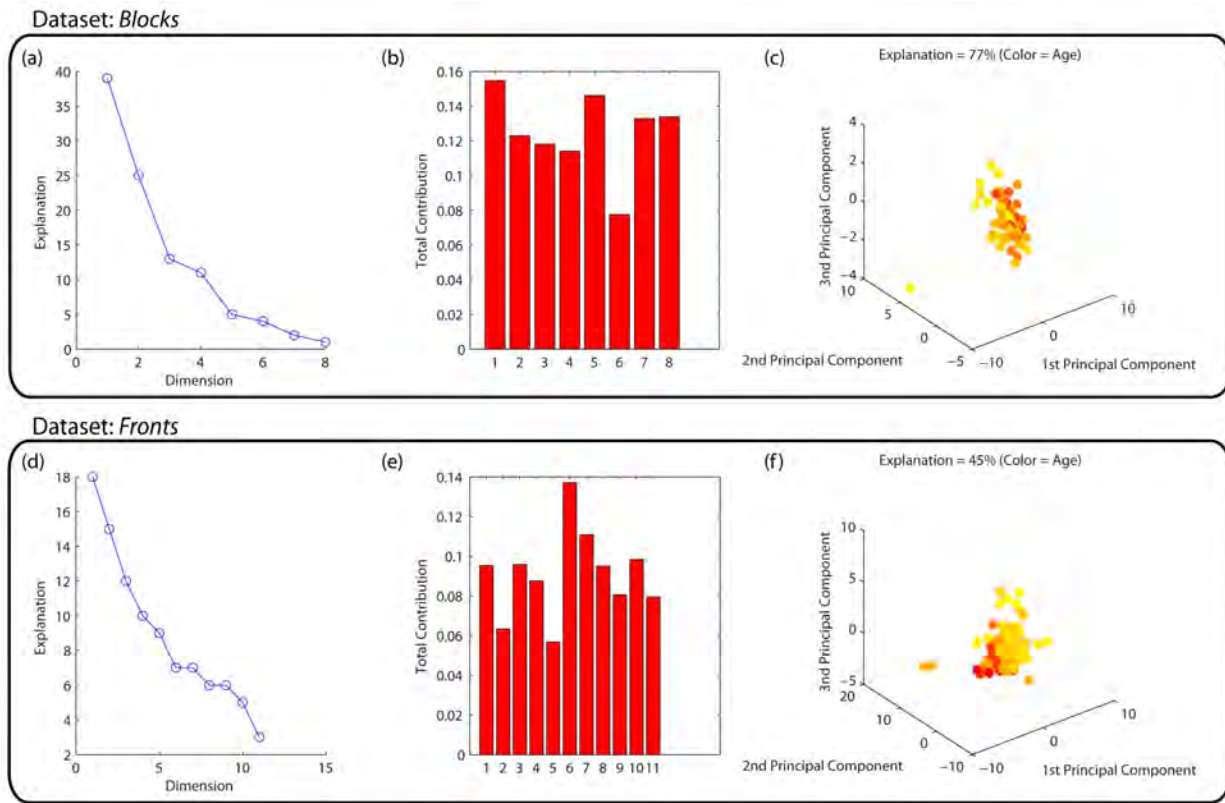 Dataset: Blocks
(a)
40
35
30
25
20
15
10
5
0
Explanation
0 2 4 6 8
Dimension
(b)
0.16
0.14
0.12
0.10
0.08
0.06
0.04
0.02
0
Total Contribution
1 2 3 4 5 6 7 8
(c)
Explanation = 77% (Color = Age)
4
2
0
−2
−4
3nd Principal Component
10
5
0
−5
2nd Principal Component
−10
0
10
1st Principal Component
Dataset: Fronts
(d)
18
16
14
12
10
8
6
4
2
Explanation
0 5 10 15
Dimension
(e)
0.14
0.12
0.1
0.08
0.06
0.04
0.02
0
Total Contribution
1 2 3 4 5 6 7 8 9 10 11
(f)
Explanation = 45% (Color = Age)
10
5
0
−5
3nd Principal Component
20
10
0
−10
2nd Principal Component
−10
0
10
1st Principal Component